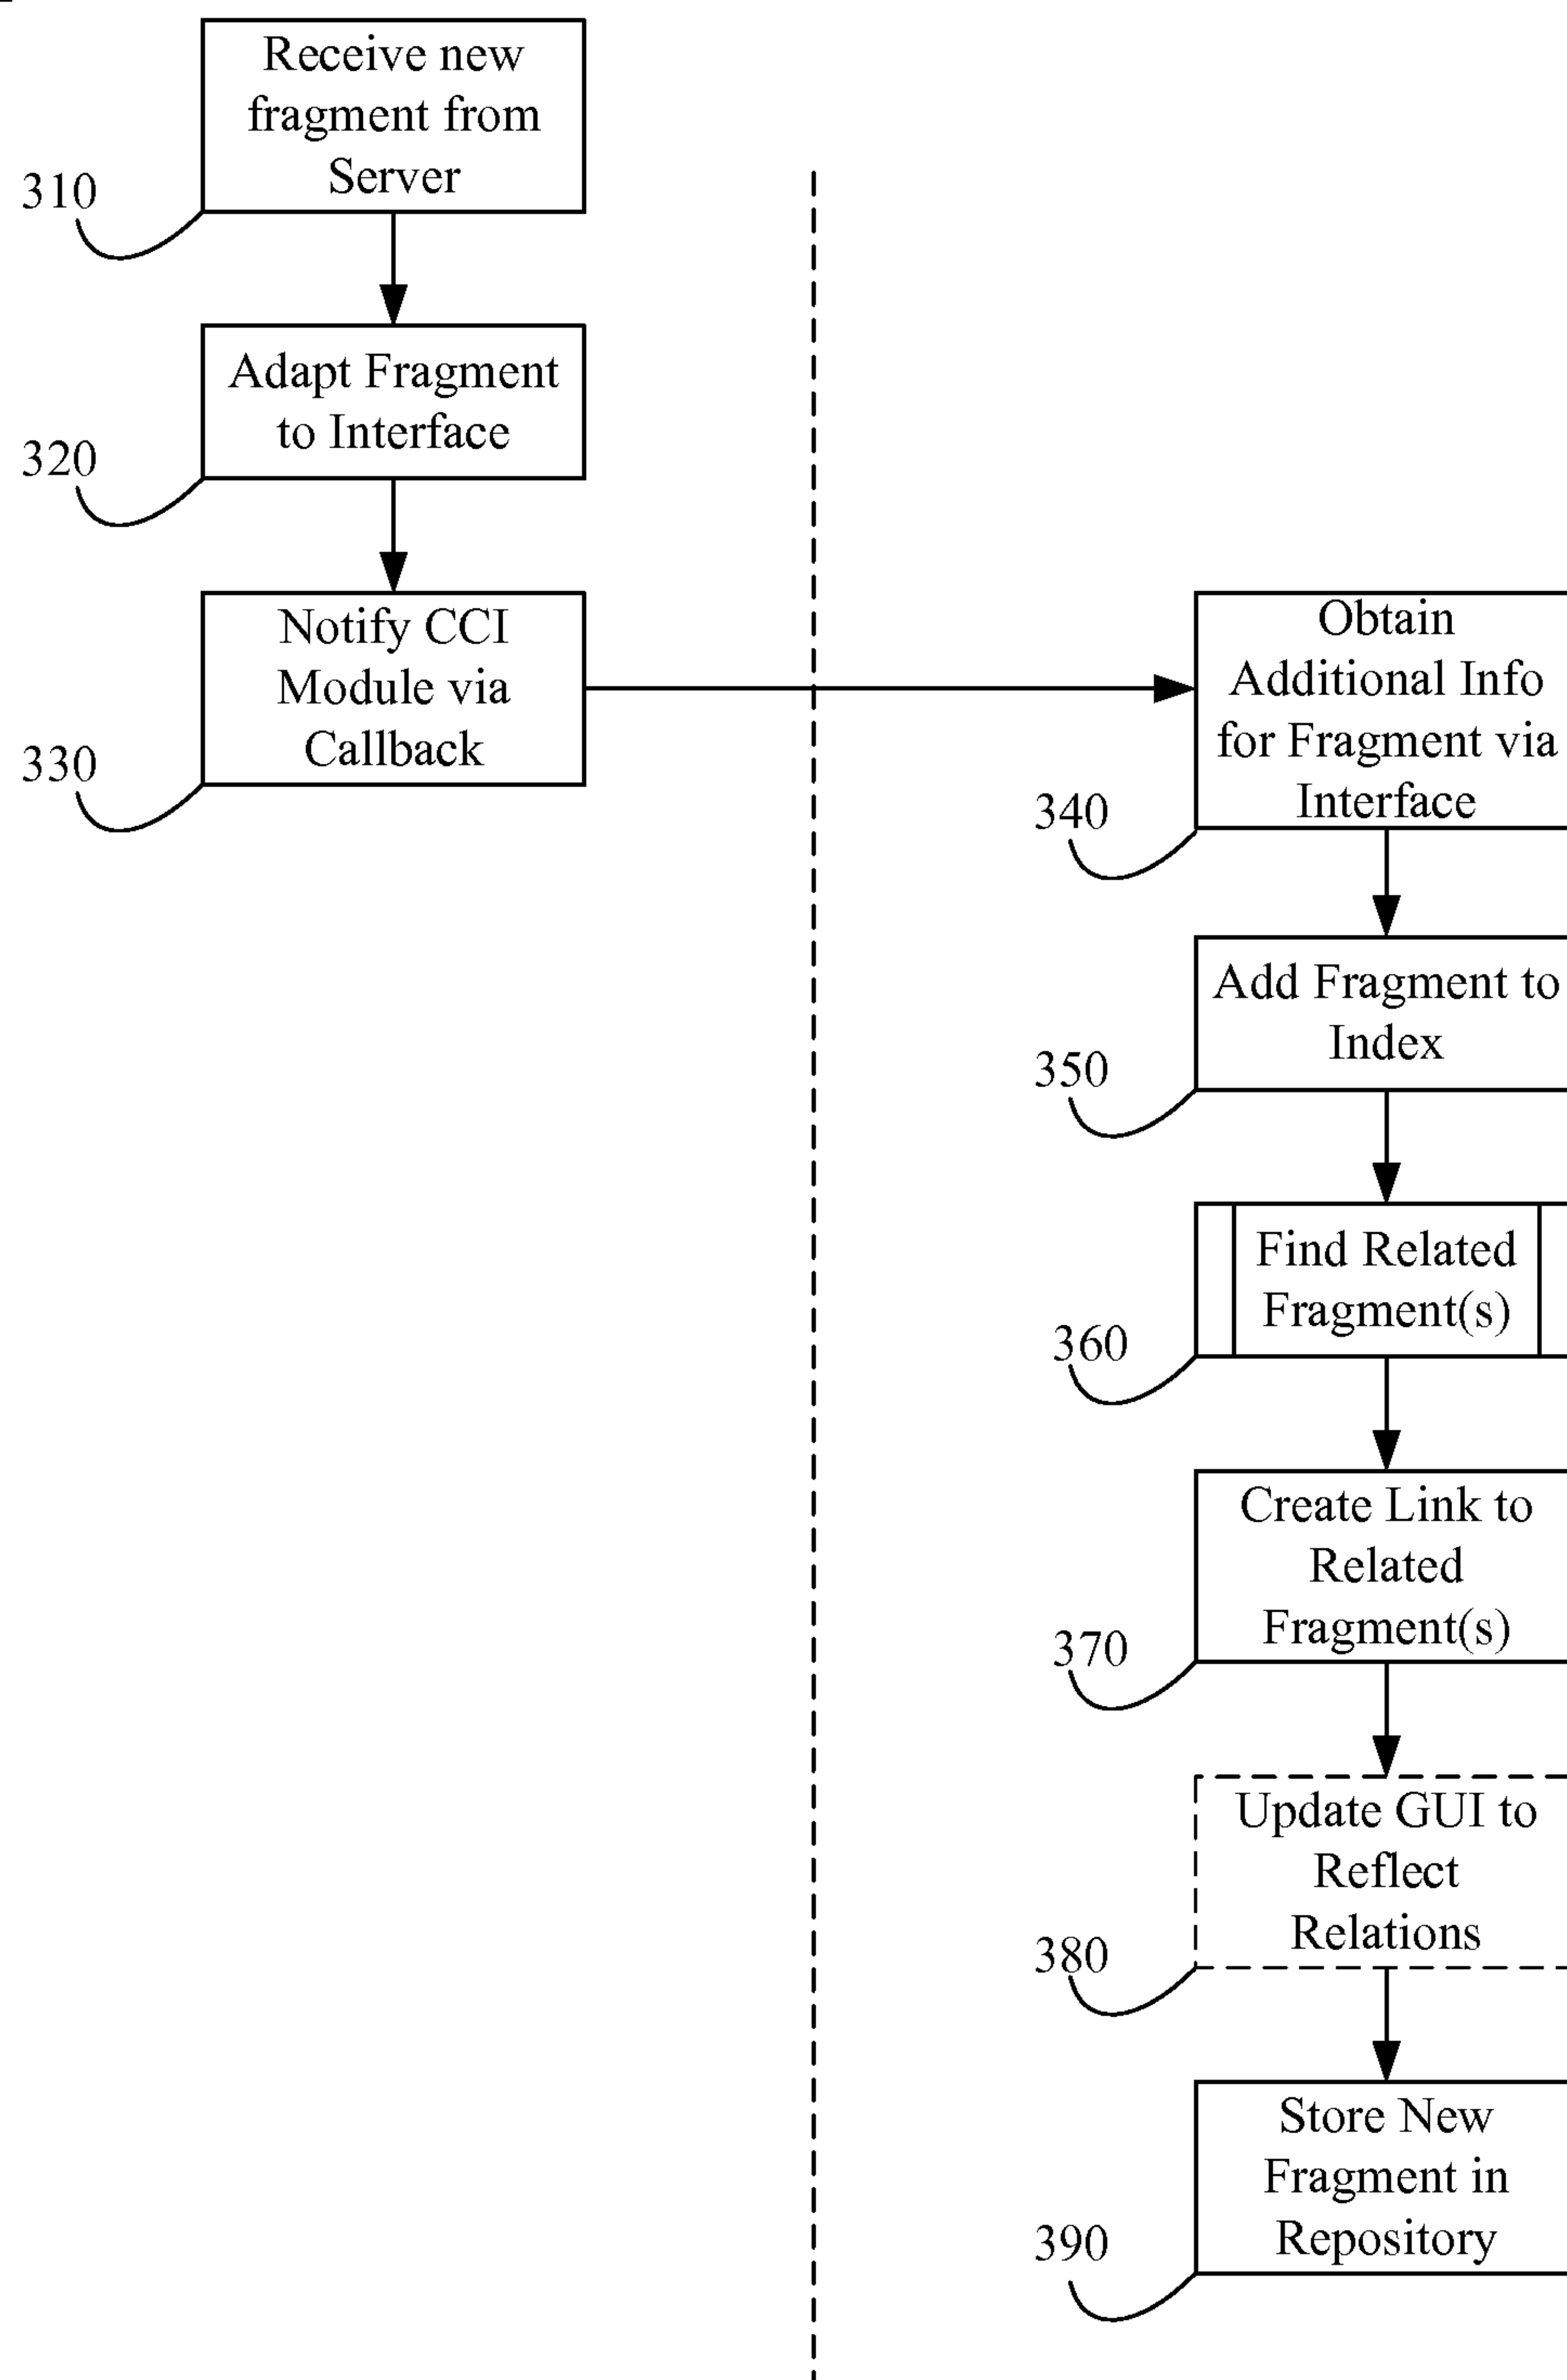 Receive new
fragment from
Server
310
Adapt Fragment
to Interface
320
Notify CCI
Module via
Callback
330
Obtain
Additional Info
for Fragment via
Interface
340
Add Fragment to
Index
350
Find Related
Fragment(s)
360
Create Link to
Related
Fragment(s)
370
Update GUI to
Reflect
Relations
380
Store New
Fragment in
Repository
390